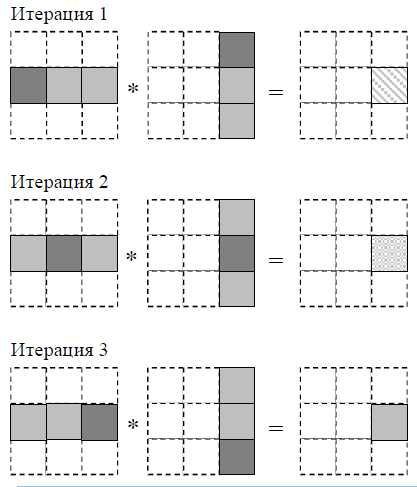 Итерация 1
* =
Итерация 2
* =
Итерация 3
* =